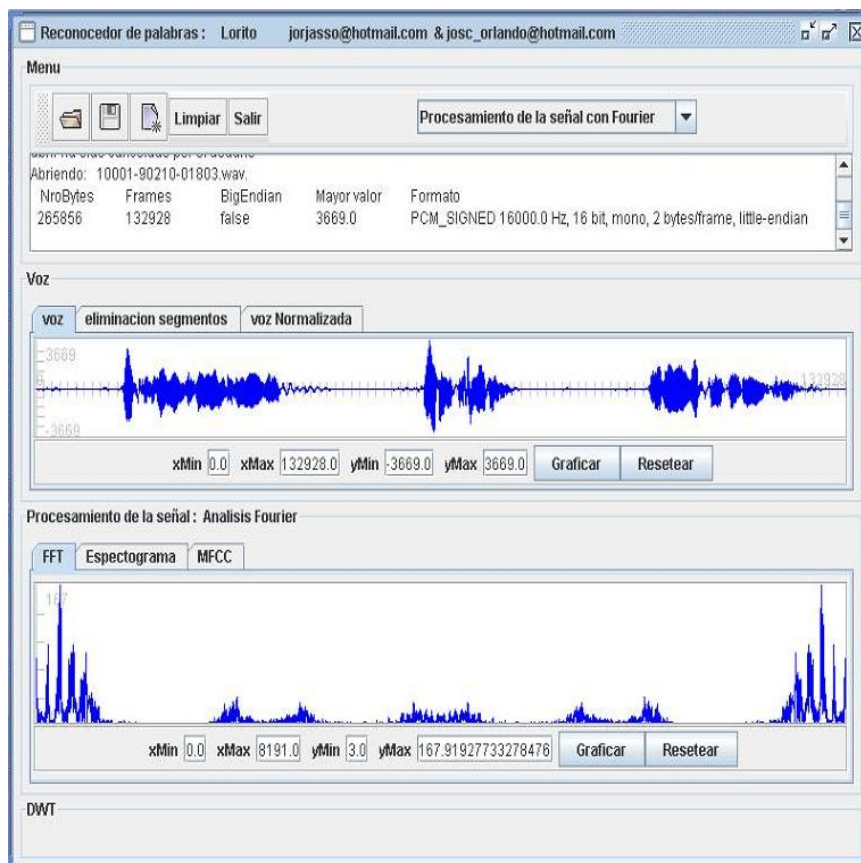 Reconocedor de palabras : Lorito jorjasso@hotmail.com & josc_orlando@hotmail.com
Menu
Limpiar Salir Procesamiento de la señal con Fourier
Abriendo: 10001-90210-01803.wav.
NroBytes Frames BigEndian Mayor valor Formato
265856 132928 false 3669.0 PCM_SIGNED 16000.0 Hz, 16 bit, mono, 2 bytes/frame, little-endian
Voz
voz eliminacion segmentos voz Normalizada
3669
132928
-3669
xMin 0.0 xMax 132928.0 yMin -3669.0 yMax 3669.0 Graficar Resetear
Procesamiento de la señal : Analisis Fourier
FFT Espectograma MFCC
167
xMin 0.0 xMax 8191.0 yMin 3.0 yMax 167.91927733278476 Graficar Resetear
DWT